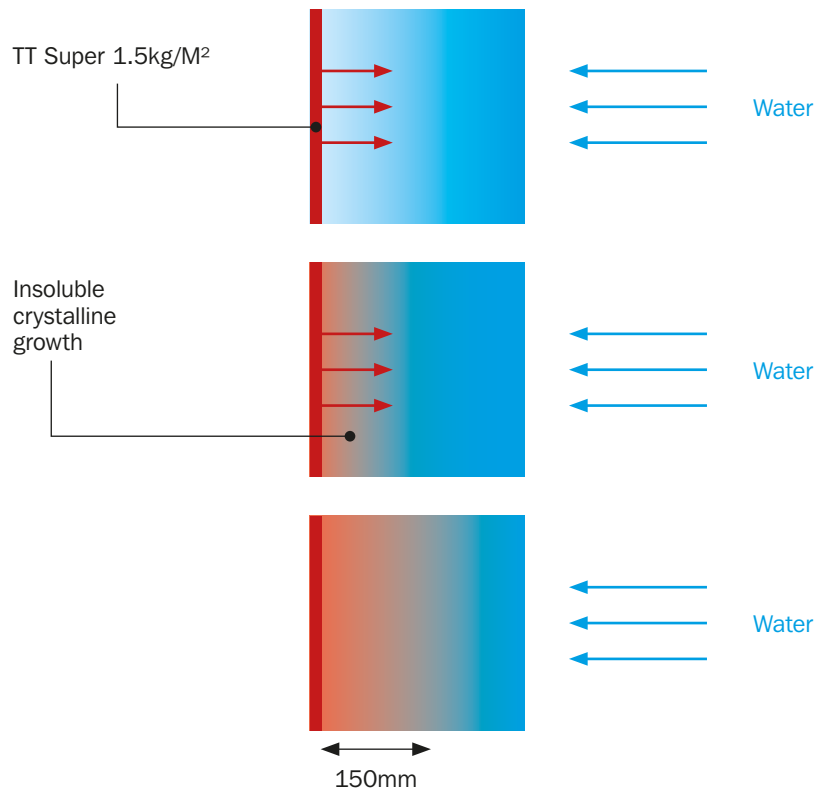 TT Super 1.5kg/M²
Water
Insoluble
crystalline
growth
Water
Water
150mm